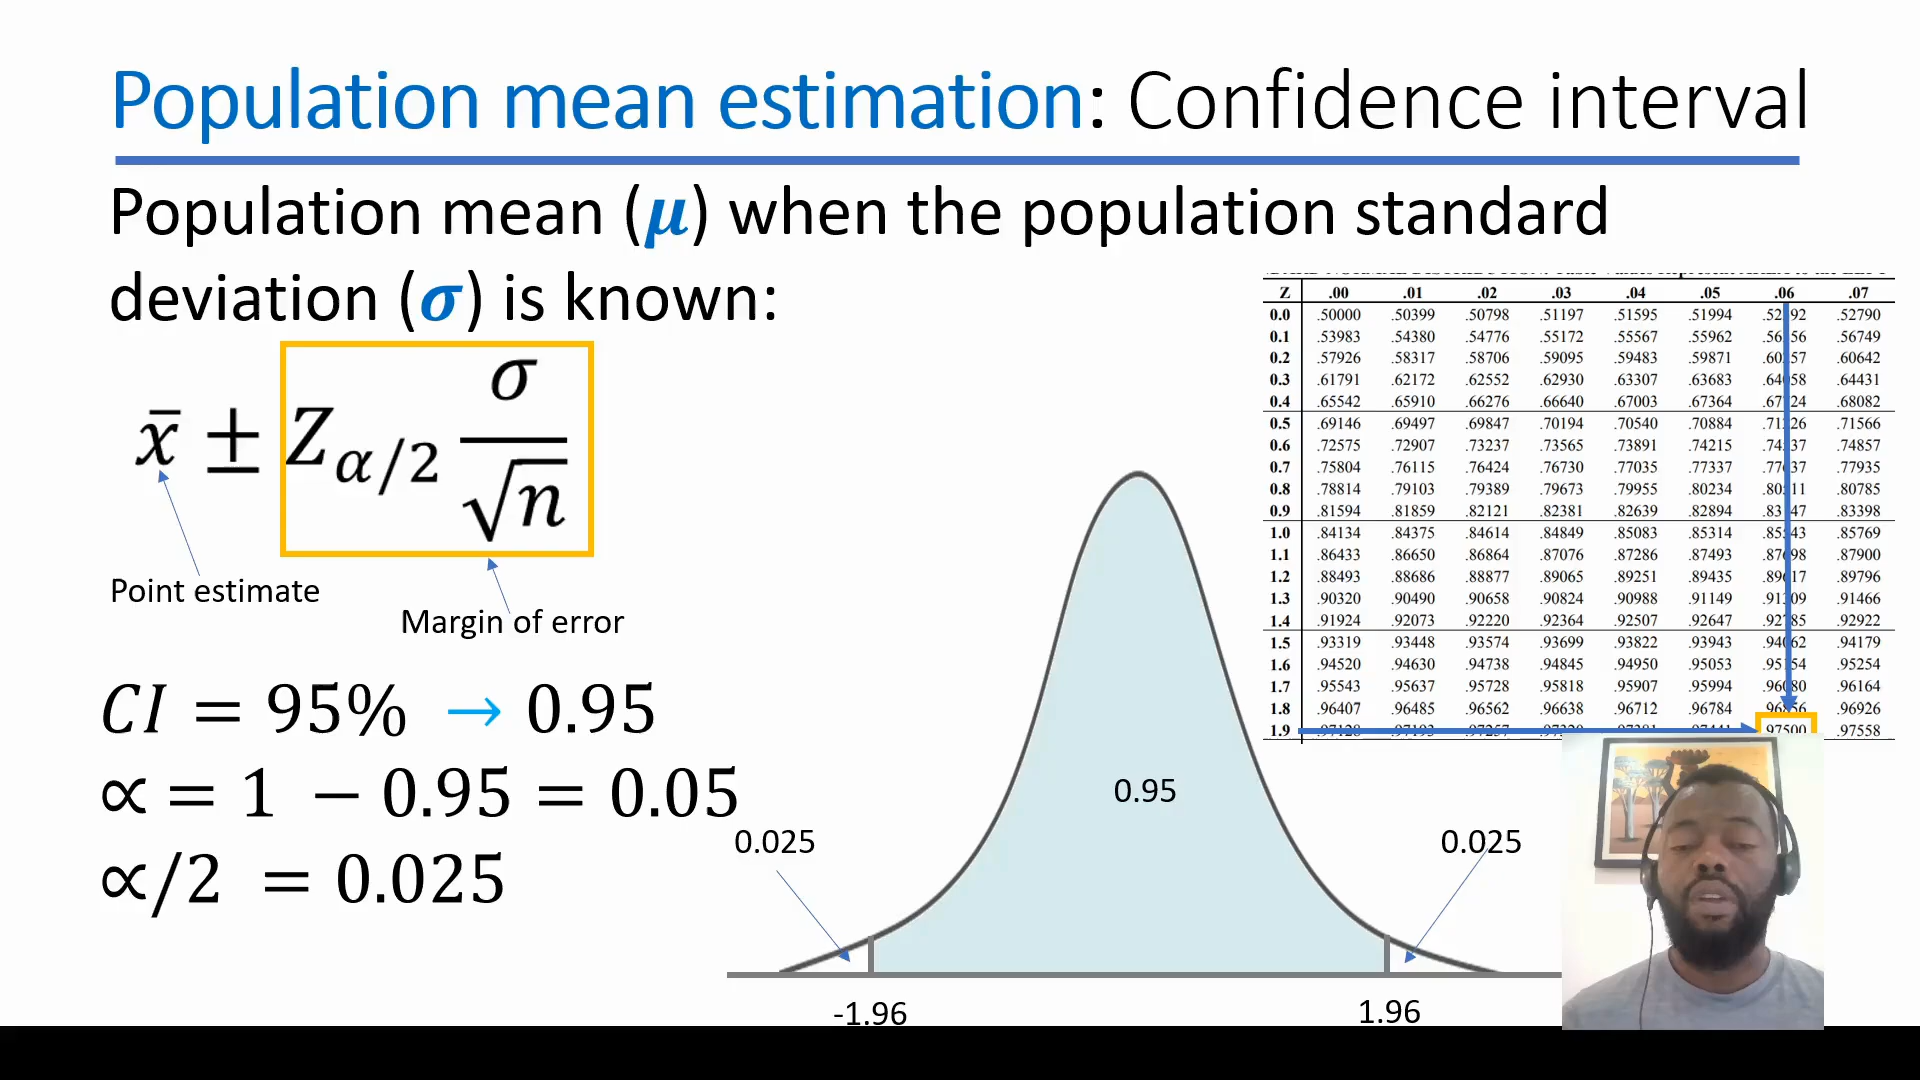 Population mean estimation: Confidence interval
Population mean (μ) when the population standard
deviation (σ) is known:
x̄ ± Zα/2 σ/√n
Point estimate
Margin of error
CI = 95% → 0.95
∝ = 1 − 0.95 = 0.05
∝/2 = 0.025
0.025
0.95
0.025
-1.96
1.96
Z .00 .01 .02 .03 .04 .05 .06 .07
0.0 .50000 .50399 .50798 .51197 .51595 .51994 .52790
0.1 .53983 .54380 .54776 .55172 .55567 .55962 .56749
0.2 .57926 .58317 .58706 .59095 .59483 .59871 .60642
0.3 .61791 .62172 .62552 .62930 .63307 .63683 .64431
0.4 .65542 .65910 .66276 .66640 .67003 .67364 .68082
0.5 .69146 .69497 .69847 .70194 .70540 .70884 .71566
0.6 .72575 .72907 .73237 .73565 .73891 .74215 .74857
0.7 .75804 .76115 .76424 .76730 .77035 .77337 .77935
0.8 .78814 .79103 .79389 .79673 .79955 .80234 .80785
0.9 .81594 .81859 .82121 .82381 .82639 .82894 .83398
1.0 .84134 .84375 .84614 .84849 .85083 .85314 .85769
1.1 .86433 .86650 .86864 .87076 .87286 .87493 .87900
1.2 .88493 .88686 .88877 .89065 .89251 .89435 .89796
1.3 .90320 .90490 .90658 .90824 .90988 .91149 .91466
1.4 .91924 .92073 .92220 .92364 .92507 .92647 .92922
1.5 .93319 .93448 .93574 .93699 .93822 .93943 .94179
1.6 .94520 .94630 .94738 .94845 .94950 .95053 .95254
1.7 .95543 .95637 .95728 .95818 .95907 .95994 .96164
1.8 .96407 .96485 .96562 .96638 .96712 .96784 .96926
1.9 .97500 .97558